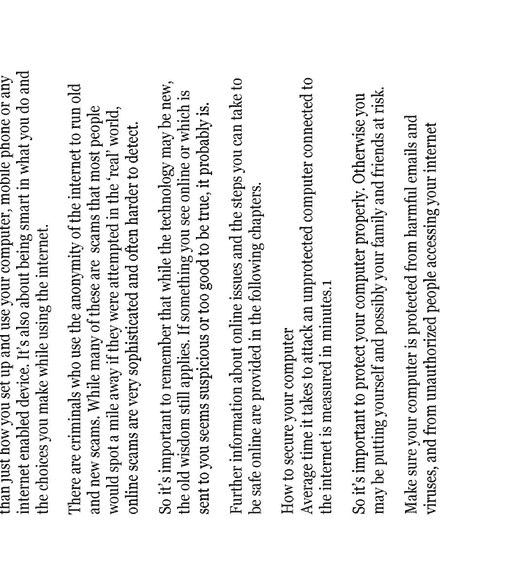 than just how you set up and use your computer, mobile phone or any
internet enabled device. It's also about being smart in what you do and
the choices you make while using the internet.
There are criminals who use the anonymity of the internet to run old
and new scams. While many of these are scams that most people
would spot a mile away if they were attempted in the 'real' world,
online scams are very sophisticated and often harder to detect.
So it's important to remember that while the technology may be new,
the old wisdom still applies. If something you see online or which is
sent to you seems suspicious or too good to be true, it probably is.
Further information about online issues and the steps you can take to
be safe online are provided in the following chapters.
How to secure your computer
Average time it takes to attack an unprotected computer connected to
the internet is measured in minutes.1
So it's important to protect your computer properly. Otherwise you
may be putting yourself and possibly your family and friends at risk.
Make sure your computer is protected from harmful emails and
viruses, and from unauthorized people accessing your internet